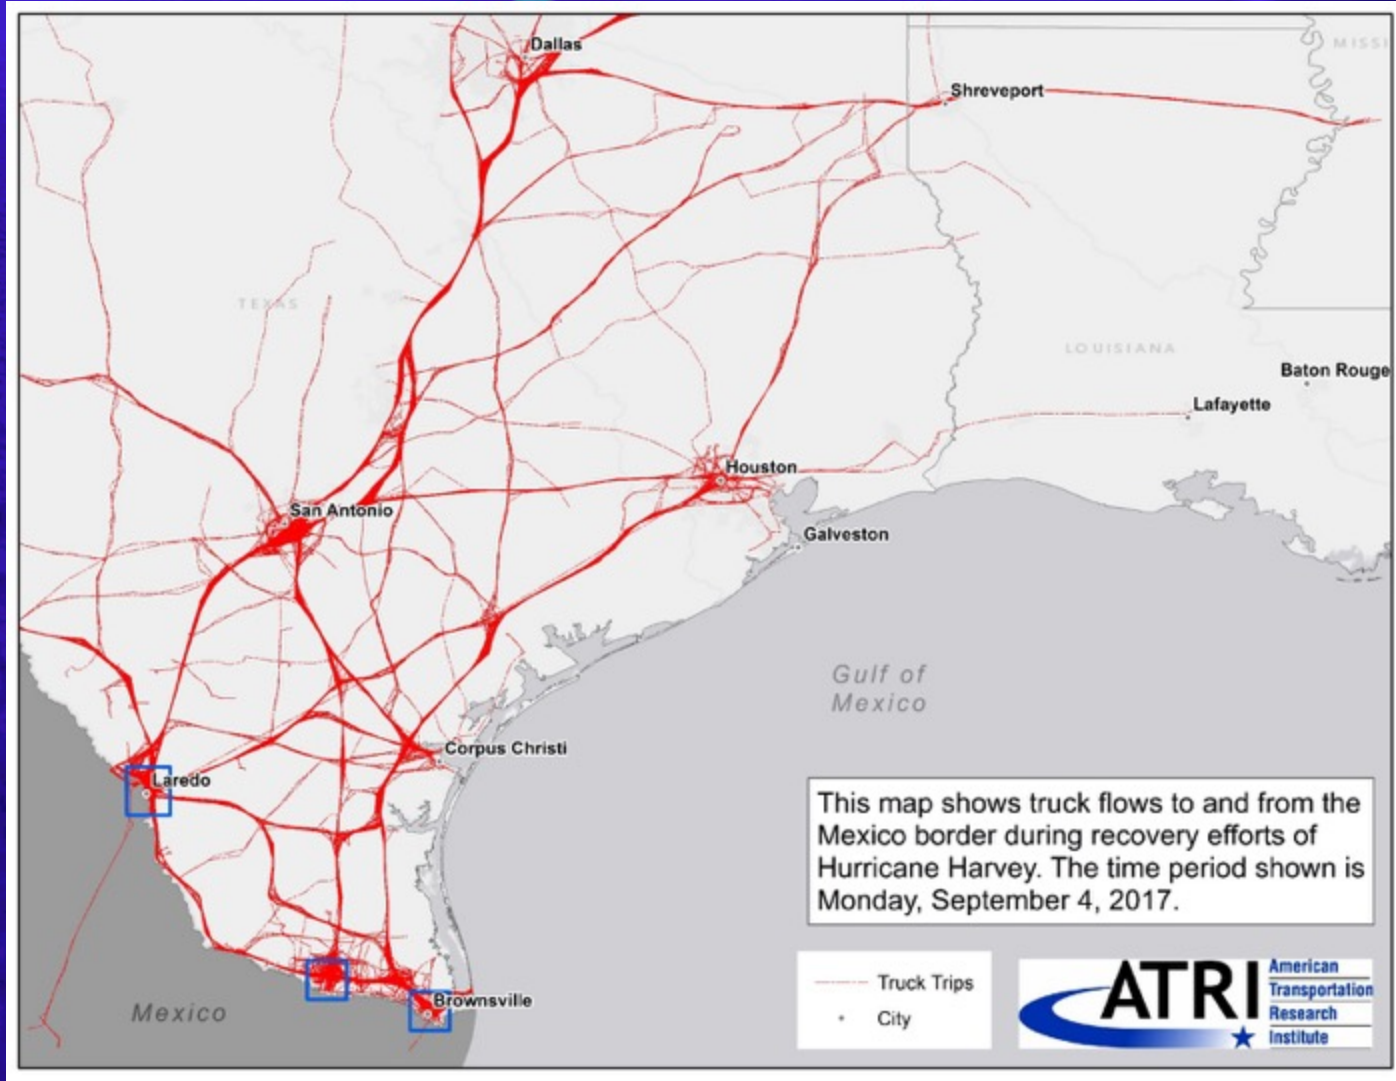 Dallas
MISSI
Shreveport
TEXAS
LOUISIANA
Baton Rouge
Lafayette
Houston
San Antonio
Galveston
Gulf of
Mexico
Corpus Christi
Laredo
This map shows truck flows to and from the
Mexico border during recovery efforts of
Hurricane Harvey. The time period shown is
Monday, September 4, 2017.
Mexico
Brownsville
Truck Trips
City
ATRI
American
Transportation
Research
Institute